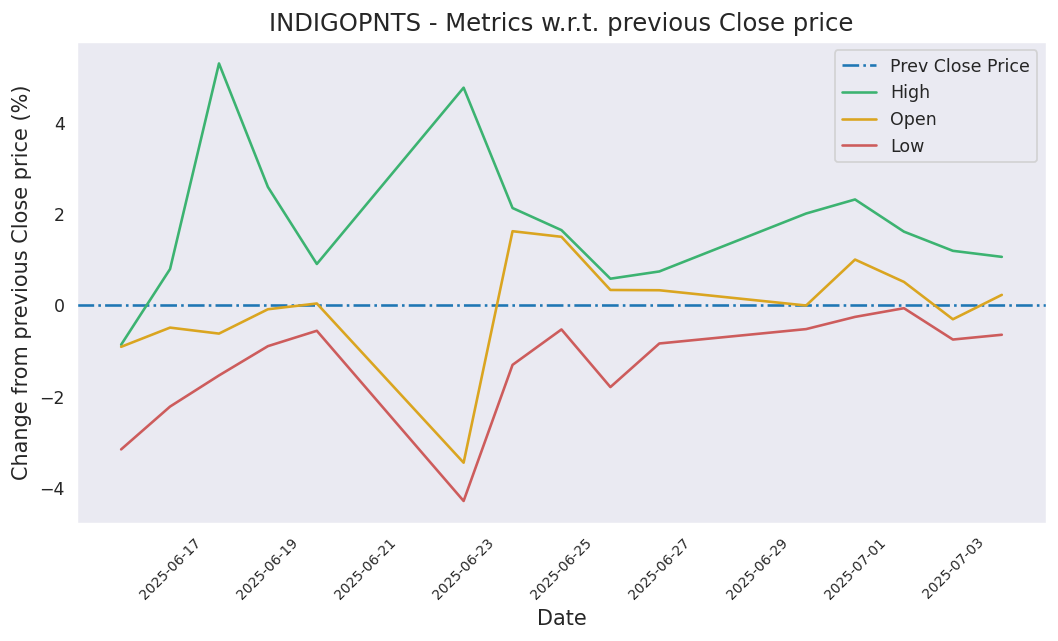 INDIGOPNTS - Metrics w.r.t. previous Close price
Prev Close Price
High
Open
Low
Change from previous Close price (%)
4
2
0
−2
−4
2025-06-17
2025-06-19
2025-06-21
2025-06-23
2025-06-25
2025-06-27
2025-06-29
2025-07-01
2025-07-03
Date